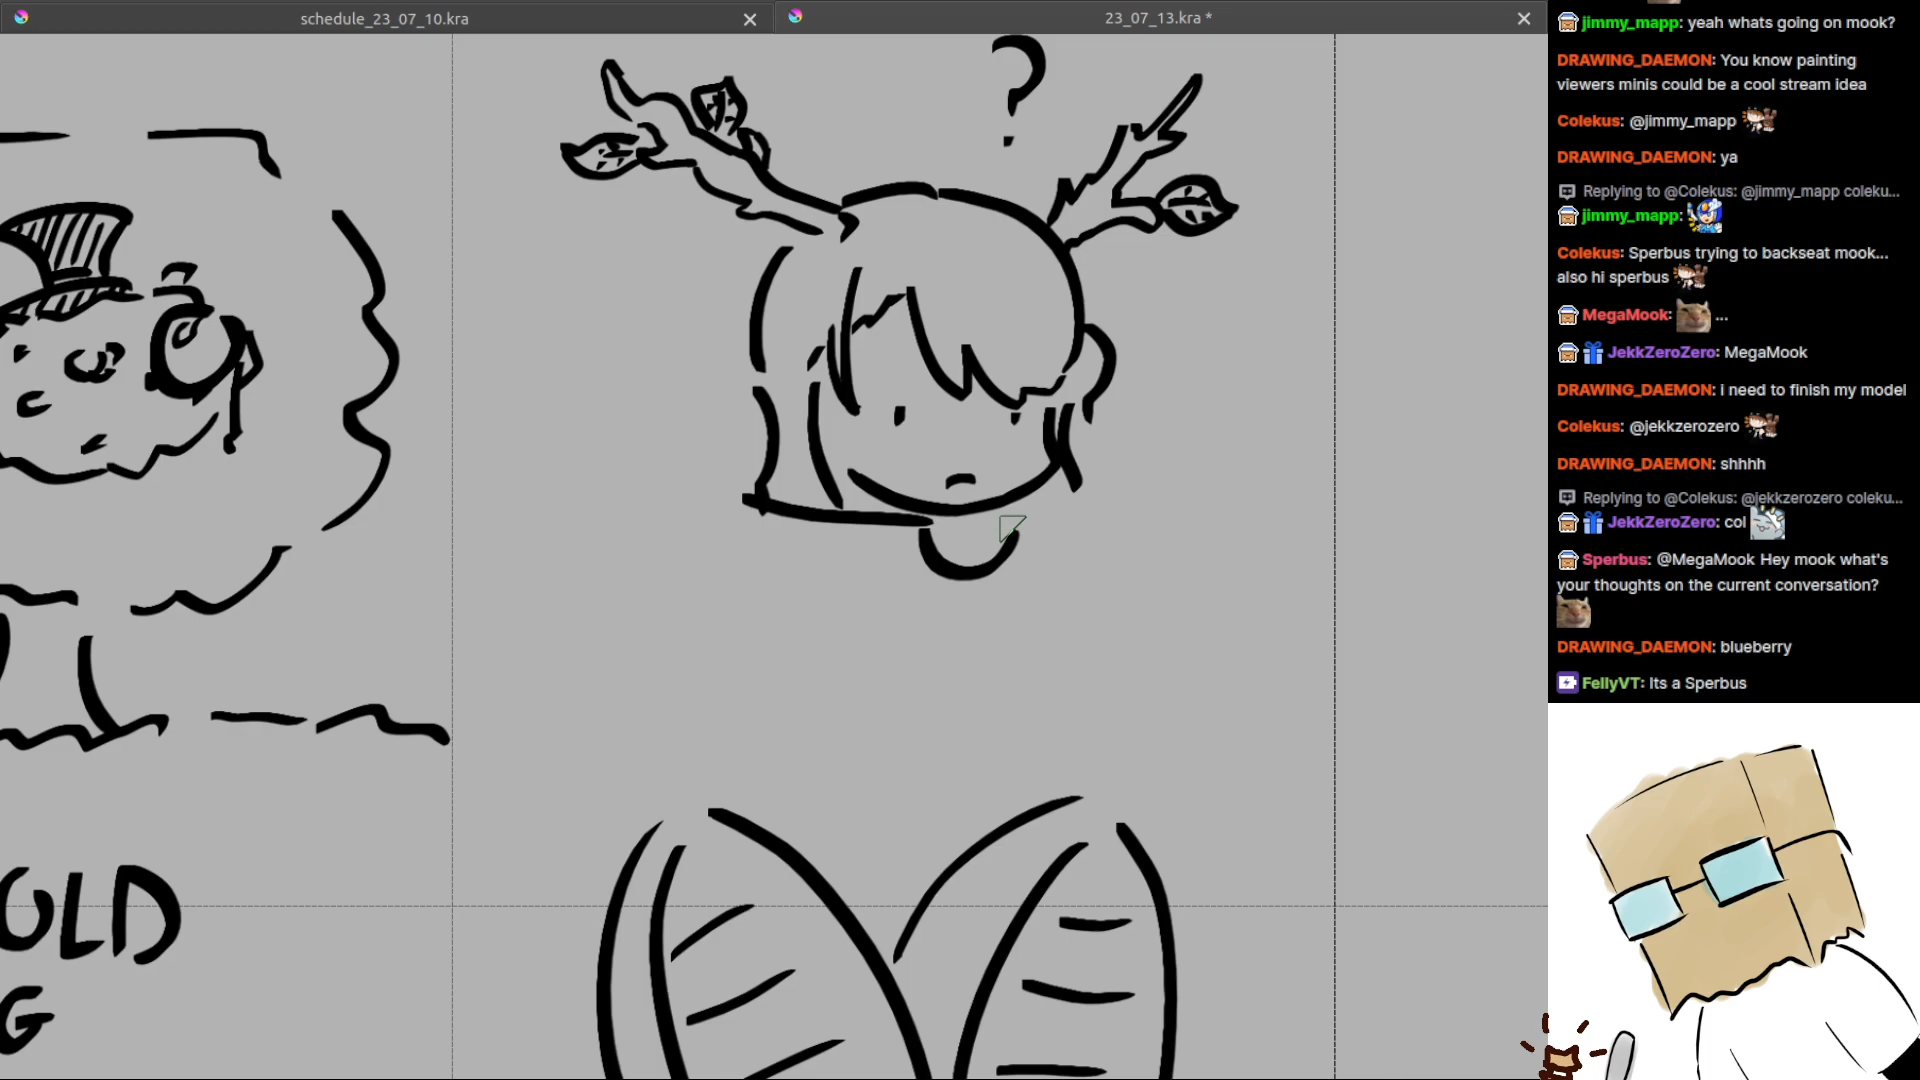 schedule_23_07_10.kra
23_07_13.kra *
?
OLD
G
jimmy_mapp: yeah whats going on mook?
DRAWING_DAEMON: You know painting
viewers minis could be a cool stream idea
Colekus: @jimmy_mapp
DRAWING_DAEMON: ya
Replying to @Colekus: @jimmy_mapp coleku...
jimmy_mapp:
Colekus: Sperbus trying to backseat mook...
also hi sperbus
MegaMook: ...
JekkZeroZero: MegaMook
DRAWING_DAEMON: i need to finish my model
Colekus: @jekkzerozero
DRAWING_DAEMON: shhhh
Replying to @Colekus: @jekkzerozero coleku...
JekkZeroZero: col
Sperbus: @MegaMook Hey mook what's
your thoughts on the current conversation?
DRAWING_DAEMON: blueberry
FellyVT: Its a Sperbus